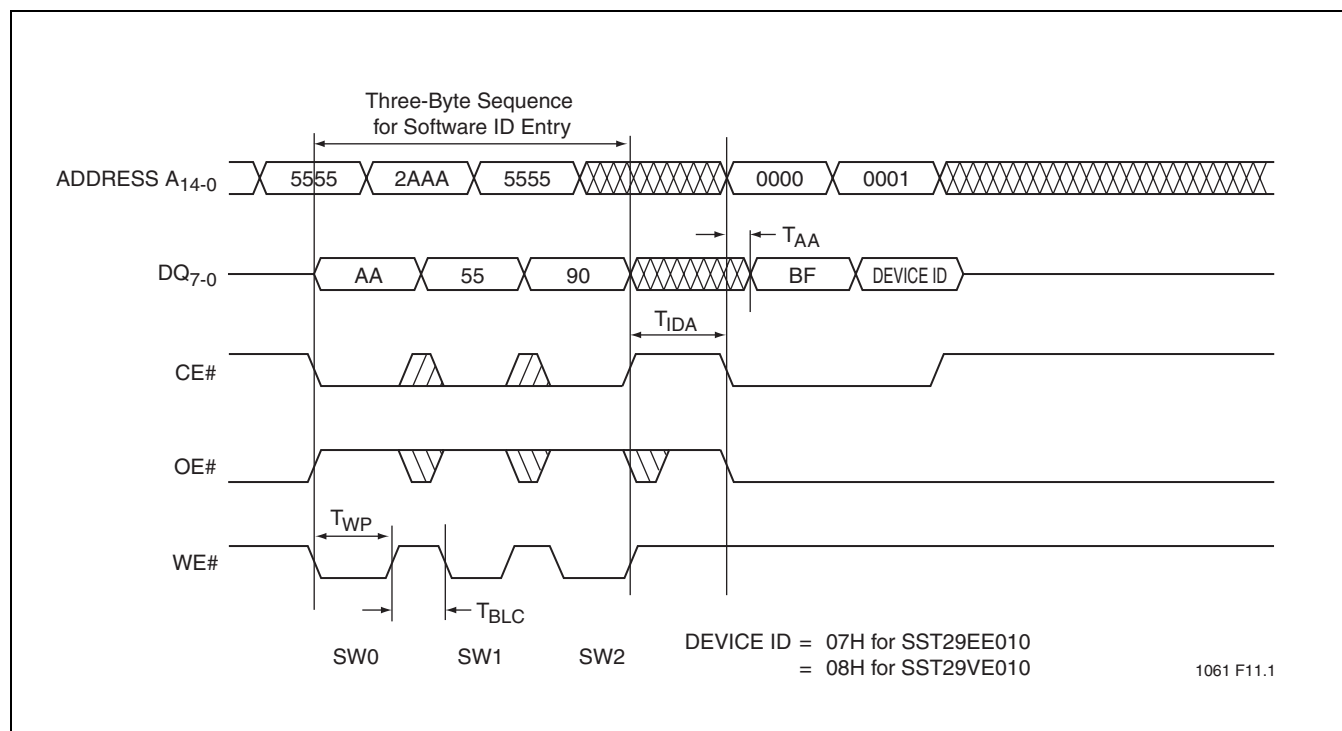 Three-Byte Sequence
for Software ID Entry
ADDRESS A14-0 5555 2AAA 5555 0000 0001
TAA
DQ7-0 AA 55 90 BF DEVICE ID
TIDA
CE#
OE#
TWP
WE#
TBLC
SW0 SW1 SW2
DEVICE ID = 07H for SST29EE010
= 08H for SST29VE010
1061 F11.1